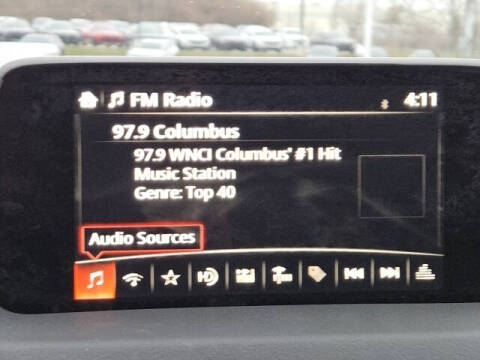 FM Radio
4:11
97.9 Columbus
97.9 WNCI Columbus' #1 Hit
Music Station
Genre: Top 40
Audio Sources
HD